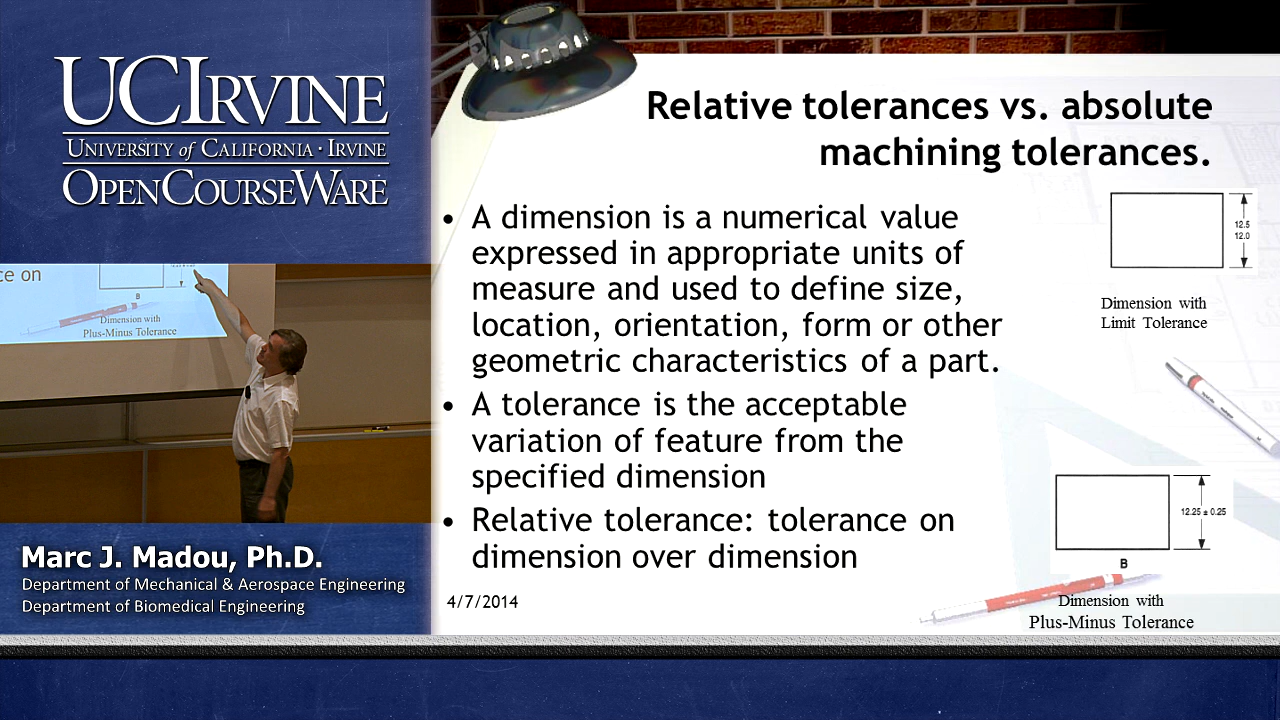 UCIRVINE
UNIVERSITY of CALIFORNIA · IRVINE
OPENCOURSEWARE
ce on
B
Dimension with
Plus-Minus Tolerance
Marc J. Madou, Ph.D.
Department of Mechanical & Aerospace Engineering
Department of Biomedical Engineering
Relative tolerances vs. absolute
machining tolerances.
• A dimension is a numerical value
expressed in appropriate units of
measure and used to define size,
location, orientation, form or other
geometric characteristics of a part.
• A tolerance is the acceptable
variation of feature from the
specified dimension
• Relative tolerance: tolerance on
dimension over dimension
4/7/2014
12.5
12.0
Dimension with
Limit Tolerance
12.25 ± 0.25
B
Dimension with
Plus-Minus Tolerance